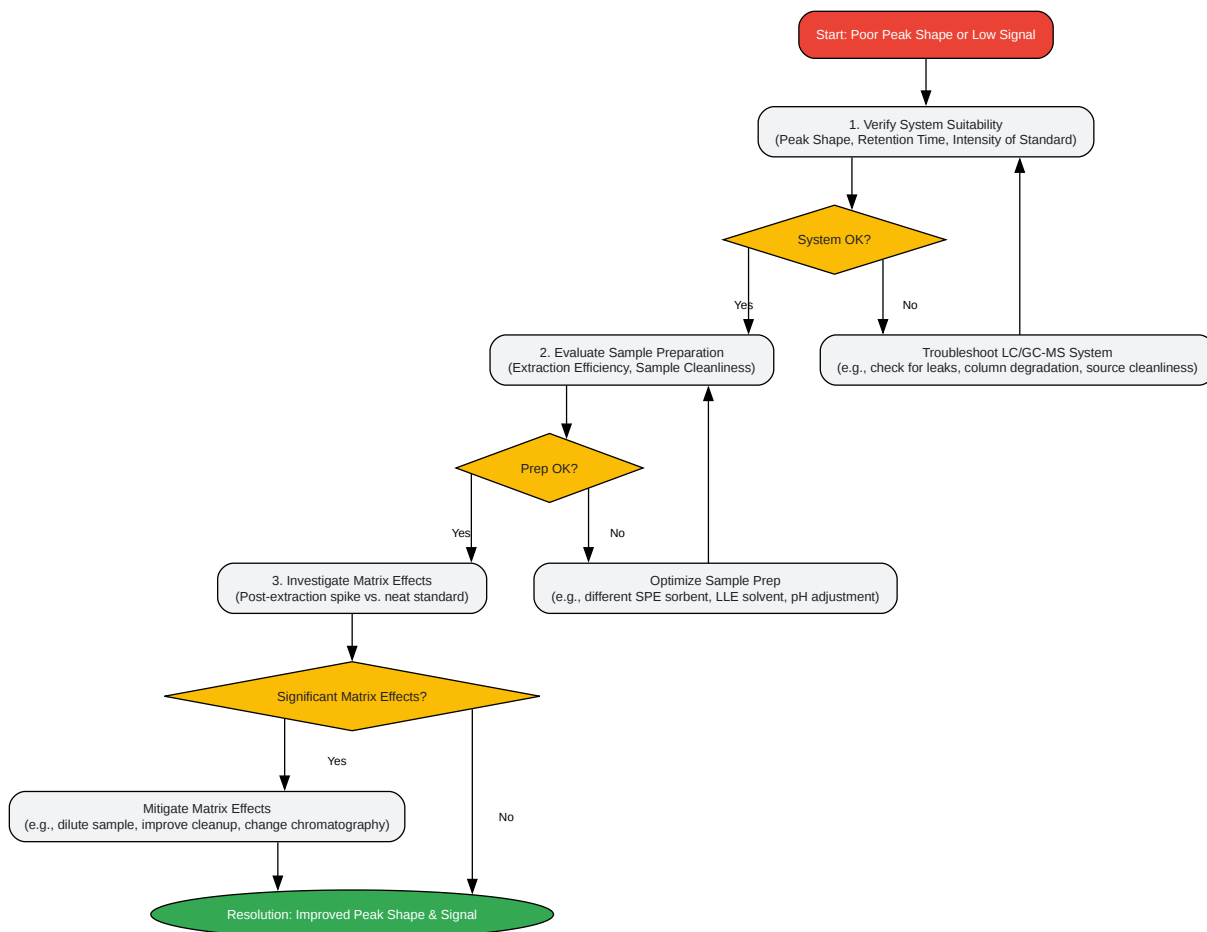 Start: Poor Peak Shape or Low Signal
1. Verify System Suitability
(Peak Shape, Retention Time, Intensity of Standard)
System OK?
Yes
No
2. Evaluate Sample Preparation
(Extraction Efficiency, Sample Cleanliness)
Troubleshoot LC/GC-MS System
(e.g., check for leaks, column degradation, source cleanliness)
Prep OK?
Yes
No
3. Investigate Matrix Effects
(Post-extraction spike vs. neat standard)
Optimize Sample Prep
(e.g., different SPE sorbent, LLE solvent, pH adjustment)
Significant Matrix Effects?
Yes
Mitigate Matrix Effects
(e.g., dilute sample, improve cleanup, change chromatography)
No
Resolution: Improved Peak Shape & Signal